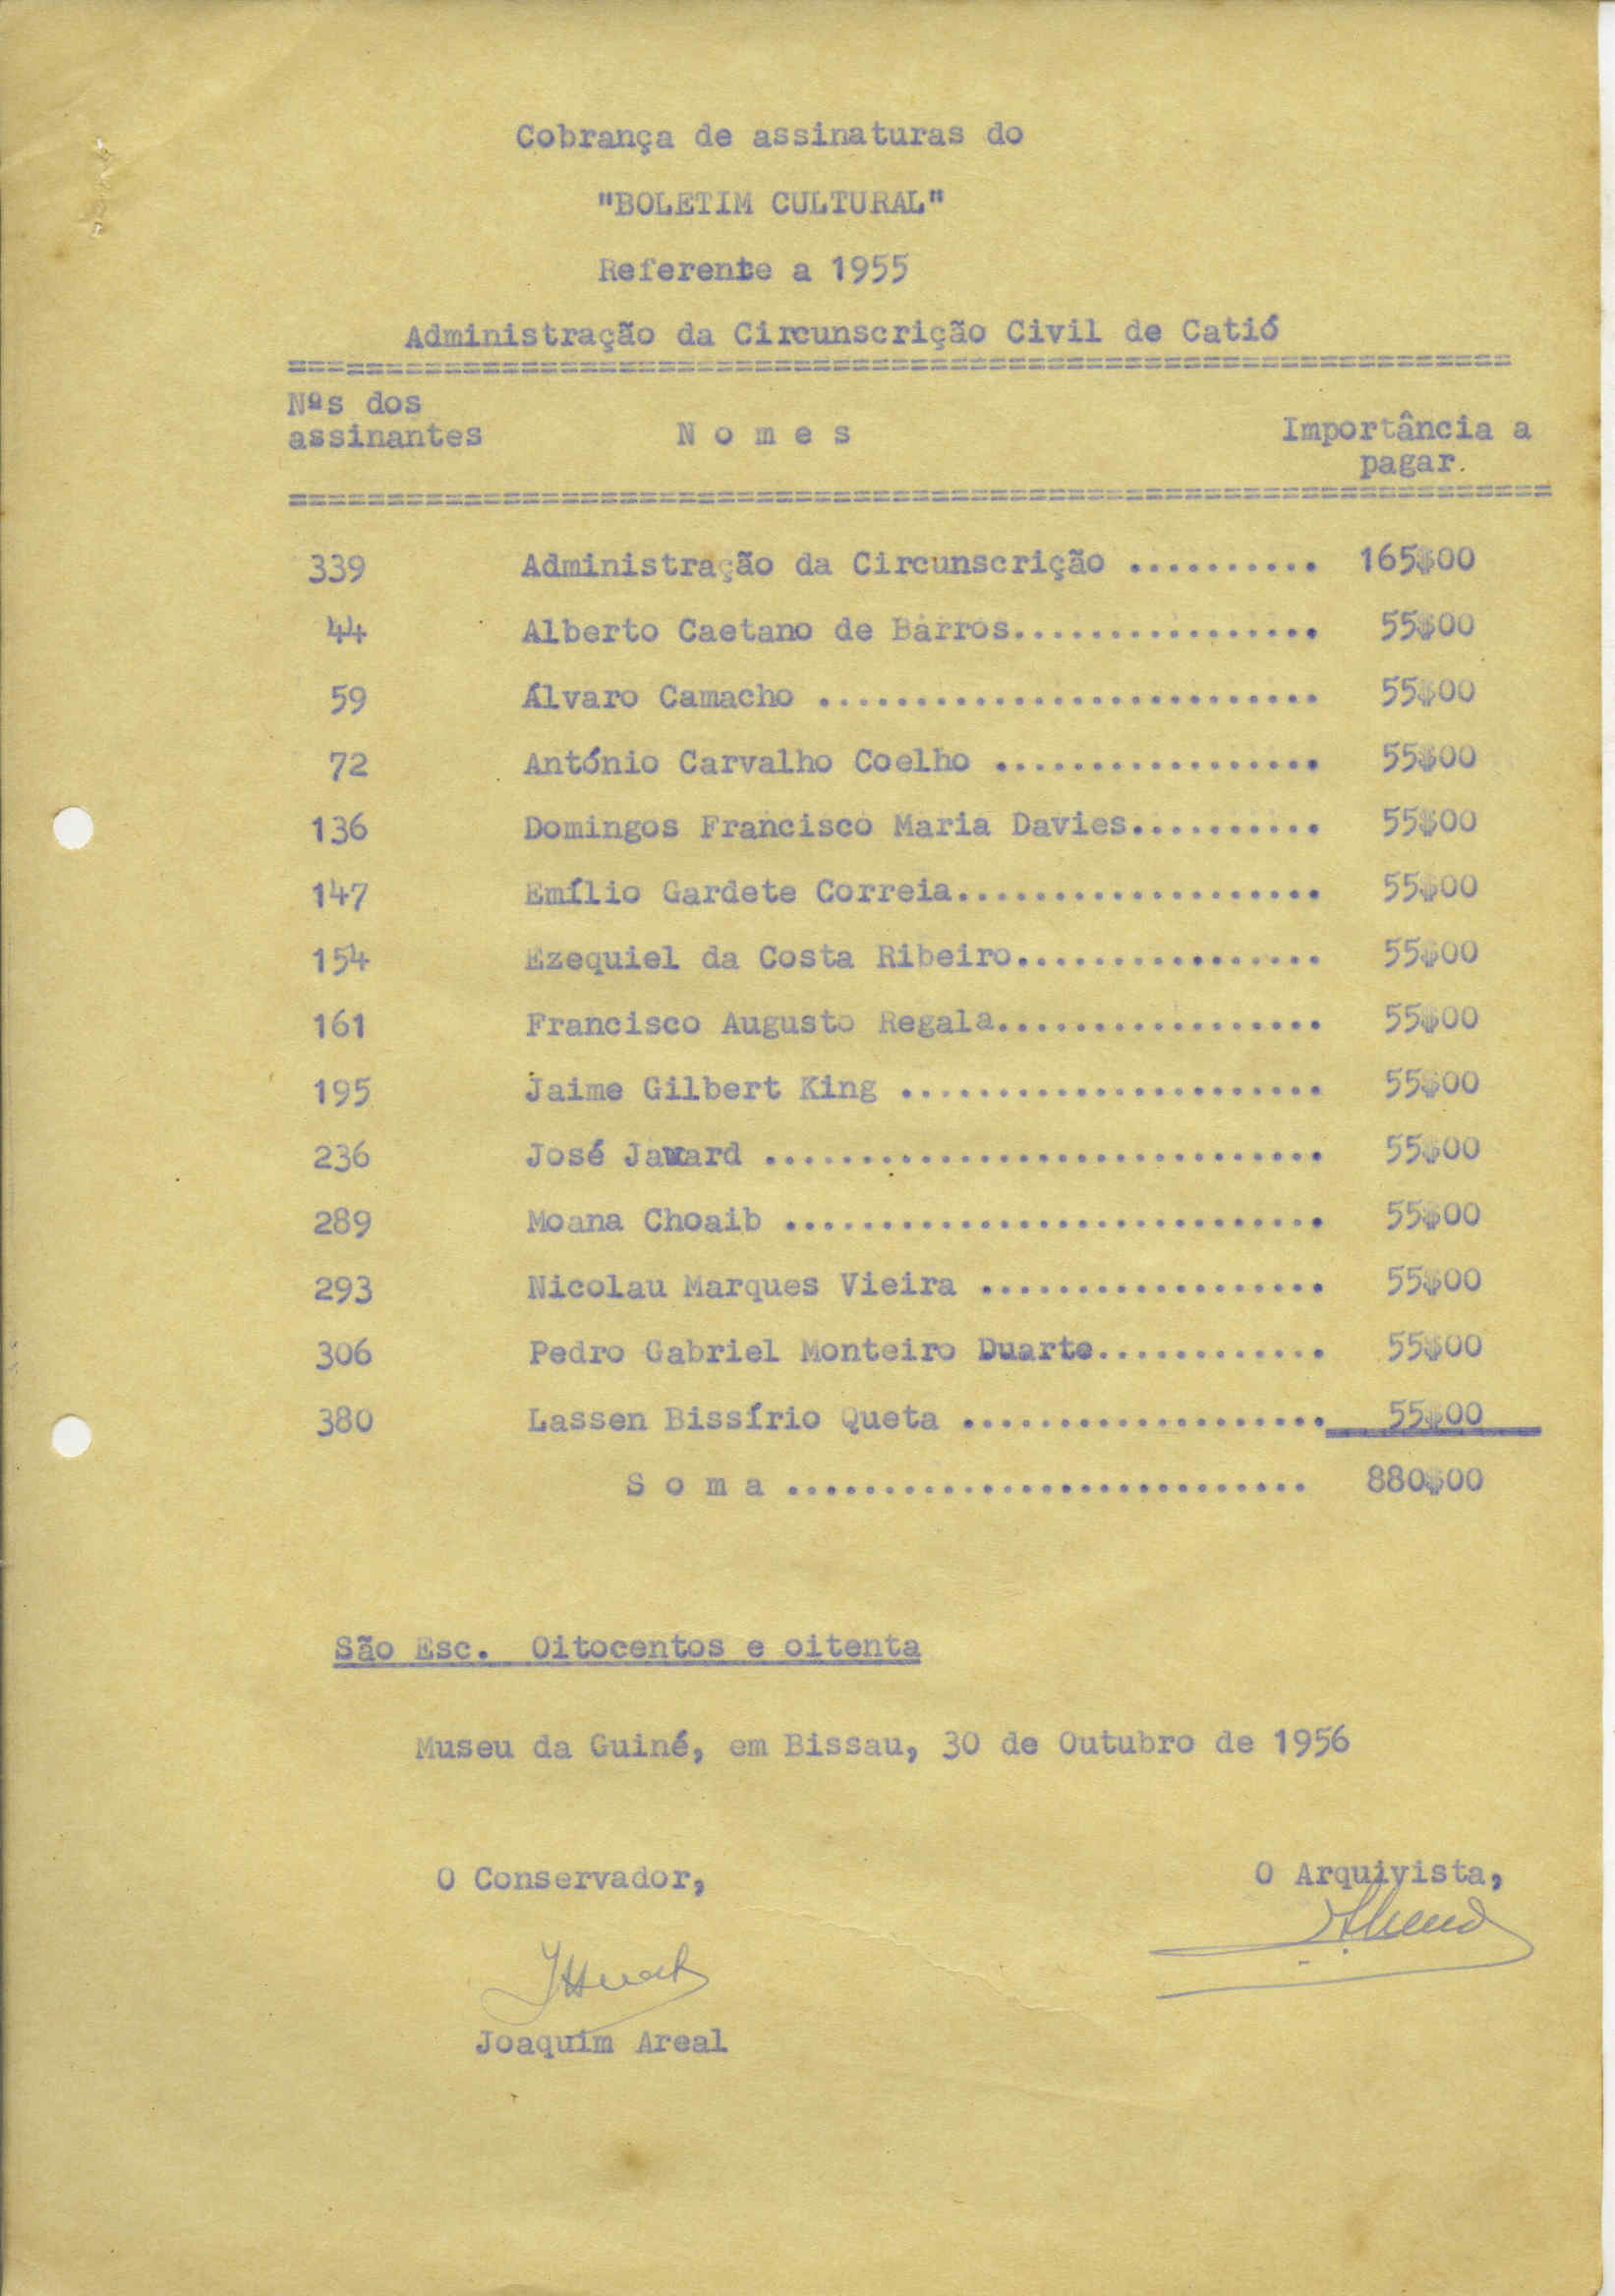 Cobrança de assinaturas do
"BOLETIM CULTURAL"
Referente a 1955
Administração da Circunscrição Civil de Catió
===============================================================
Nºs dos
assinantes N o m e s Importância a
pagar.
=================================================================
339 Administração da Circunscrição .......... 165$00
44 Alberto Caetano de Barros................ 55$00
59 Álvaro Camacho .......................... 55$00
72 António Carvalho Coelho ................. 55$00
136 Domingos Francisco Maria Davies.......... 55$00
147 Emílio Gardete Correia................... 55$00
154 Ezequiel da Costa Ribeiro................ 55$00
161 Francisco Augusto Regala................. 55$00
195 Jaime Gilbert King ...................... 55$00
236 José Jaward ............................. 55$00
289 Moana Choaib ............................ 55$00
293 Nicolau Marques Vieira .................. 55$00
306 Pedro Gabriel Monteiro Duarte............ 55$00
380 Lassen Bissírio Queta ................... 55$00
S o m a ........................... 880$00
São Esc. Oitocentos e oitenta
Museu da Guiné, em Bissau, 30 de Outubro de 1956
O Conservador, O Arquivista,
Joaquim Areal